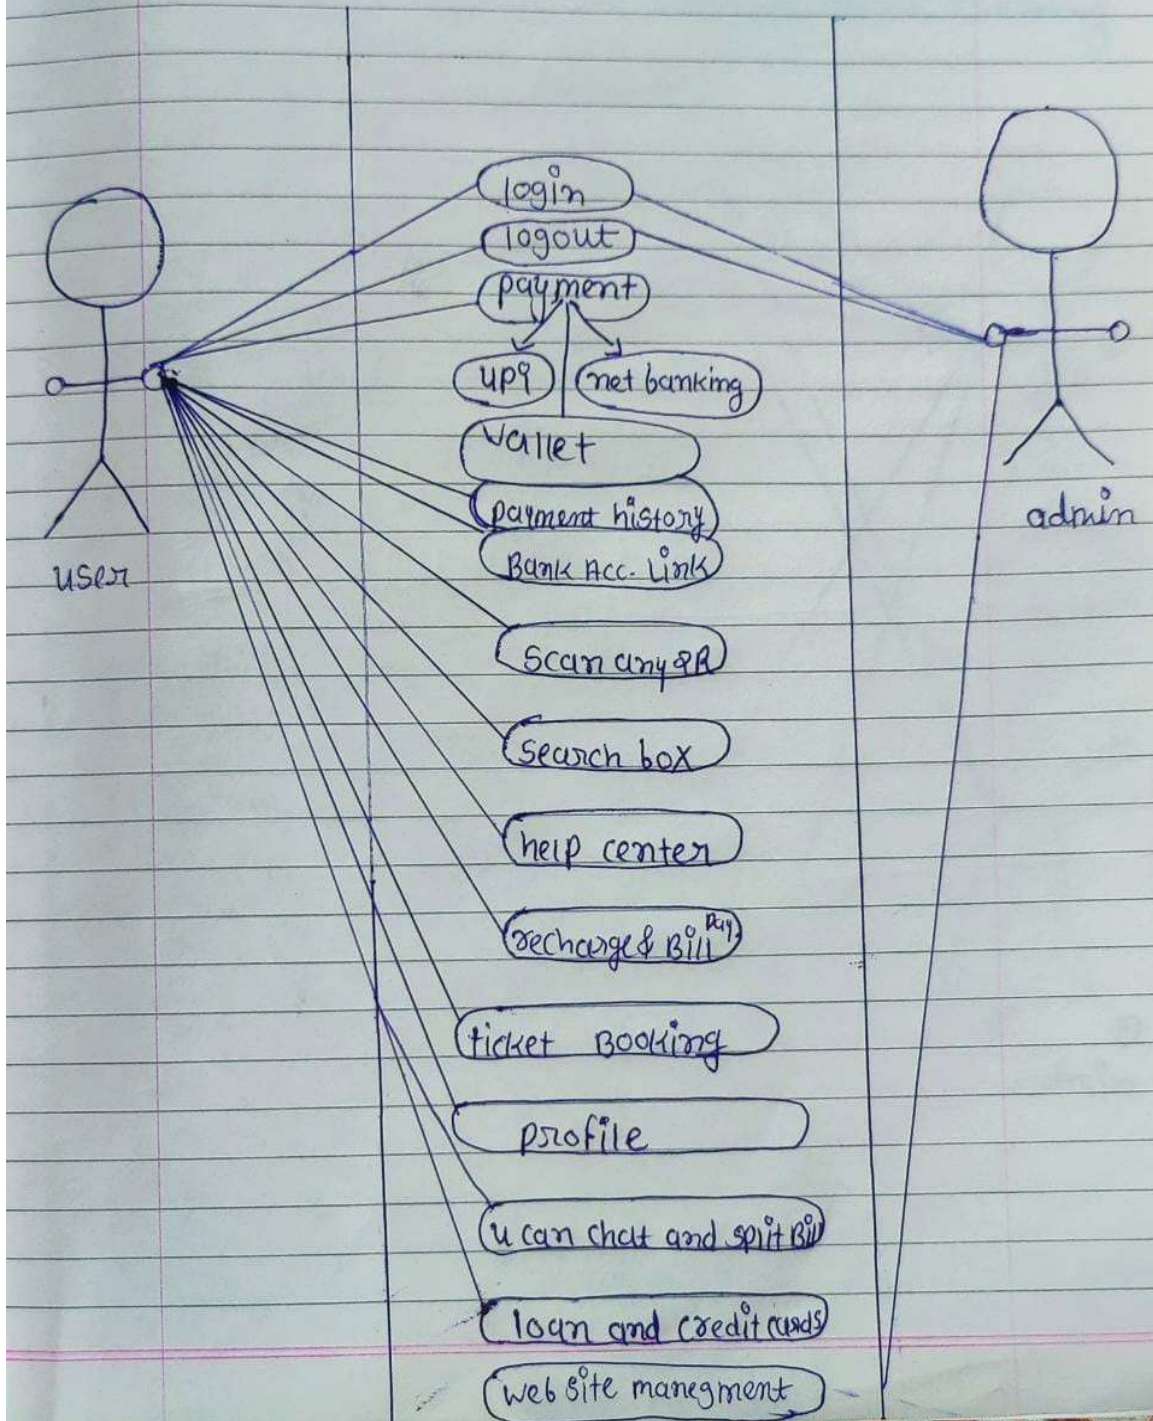 login
logout
payment
upi
net banking
wallet
payment history
Bank Acc. Link
user
admin
scan any QR
search box
help center
recharge & Bill Pay.
ticket Booking
profile
u can chat and split Bill
loan and credit cards
web site manegment